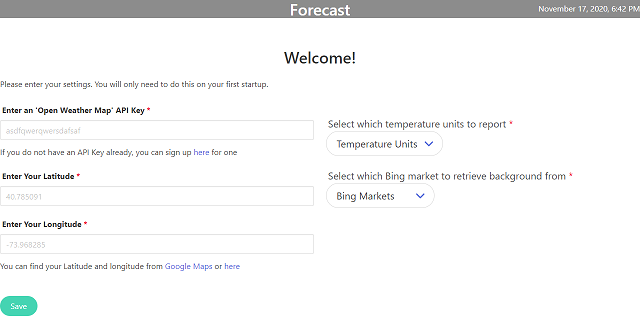 Forecast
November 17, 2020, 6:42 PM
Welcome!
Please enter your settings. You will only need to do this on your first startup.
Enter an 'Open Weather Map' API Key *
asdfqwerqwersdafsaf
If you do not have an API Key already, you can sign up here for one
Enter Your Latitude *
40.785091
Enter Your Longitude *
-73.968285
You can find your Latitude and longitude from Google Maps or here
Select which temperature units to report *
Temperature Units
Select which Bing market to retrieve background from *
Bing Markets
Save